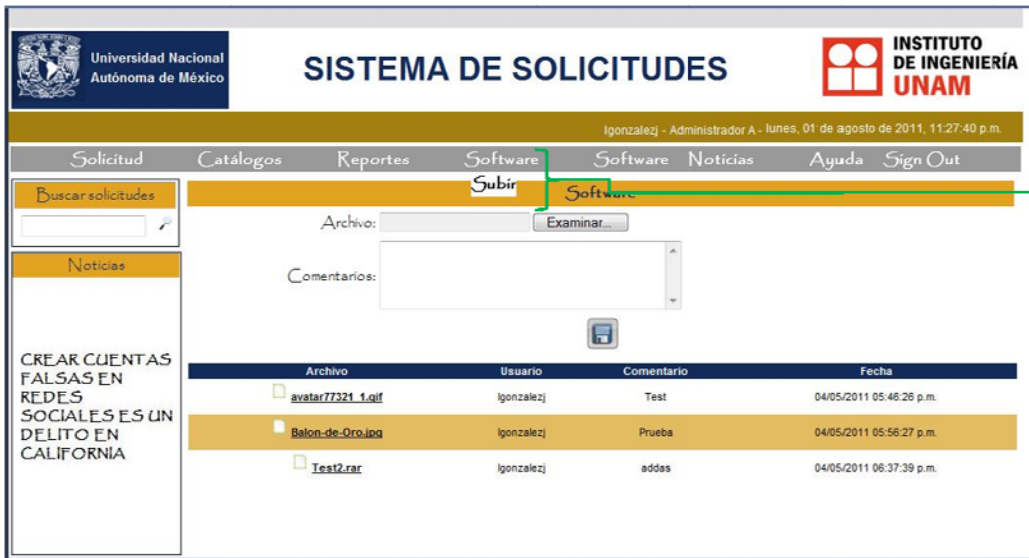 Universidad Nacional
Autónoma de México
SISTEMA DE SOLICITUDES
INSTITUTO
DE INGENIERÍA
UNAM
lgonzalezj - Administrador A - lunes, 01 de agosto de 2011, 11:27:40 p.m.
Solicitud Catálogos Reportes Software Software Noticias Ayuda Sign Out
Subir
Buscar solicitudes
Software
Archivo: Examinar...
Comentarios:
Noticias
CREAR CUENTAS
FALSAS EN
REDES
SOCIALES ES UN
DELITO EN
CALIFORNIA
Archivo Usuario Comentario Fecha
avatar77321_1.gif lgonzalezj Test 04/05/2011 05:46:26 p.m.
Balon-de-Oro.jpg lgonzalezj Prueba 04/05/2011 05:56:27 p.m.
Test2.rar lgonzalezj addas 04/05/2011 06:37:39 p.m.